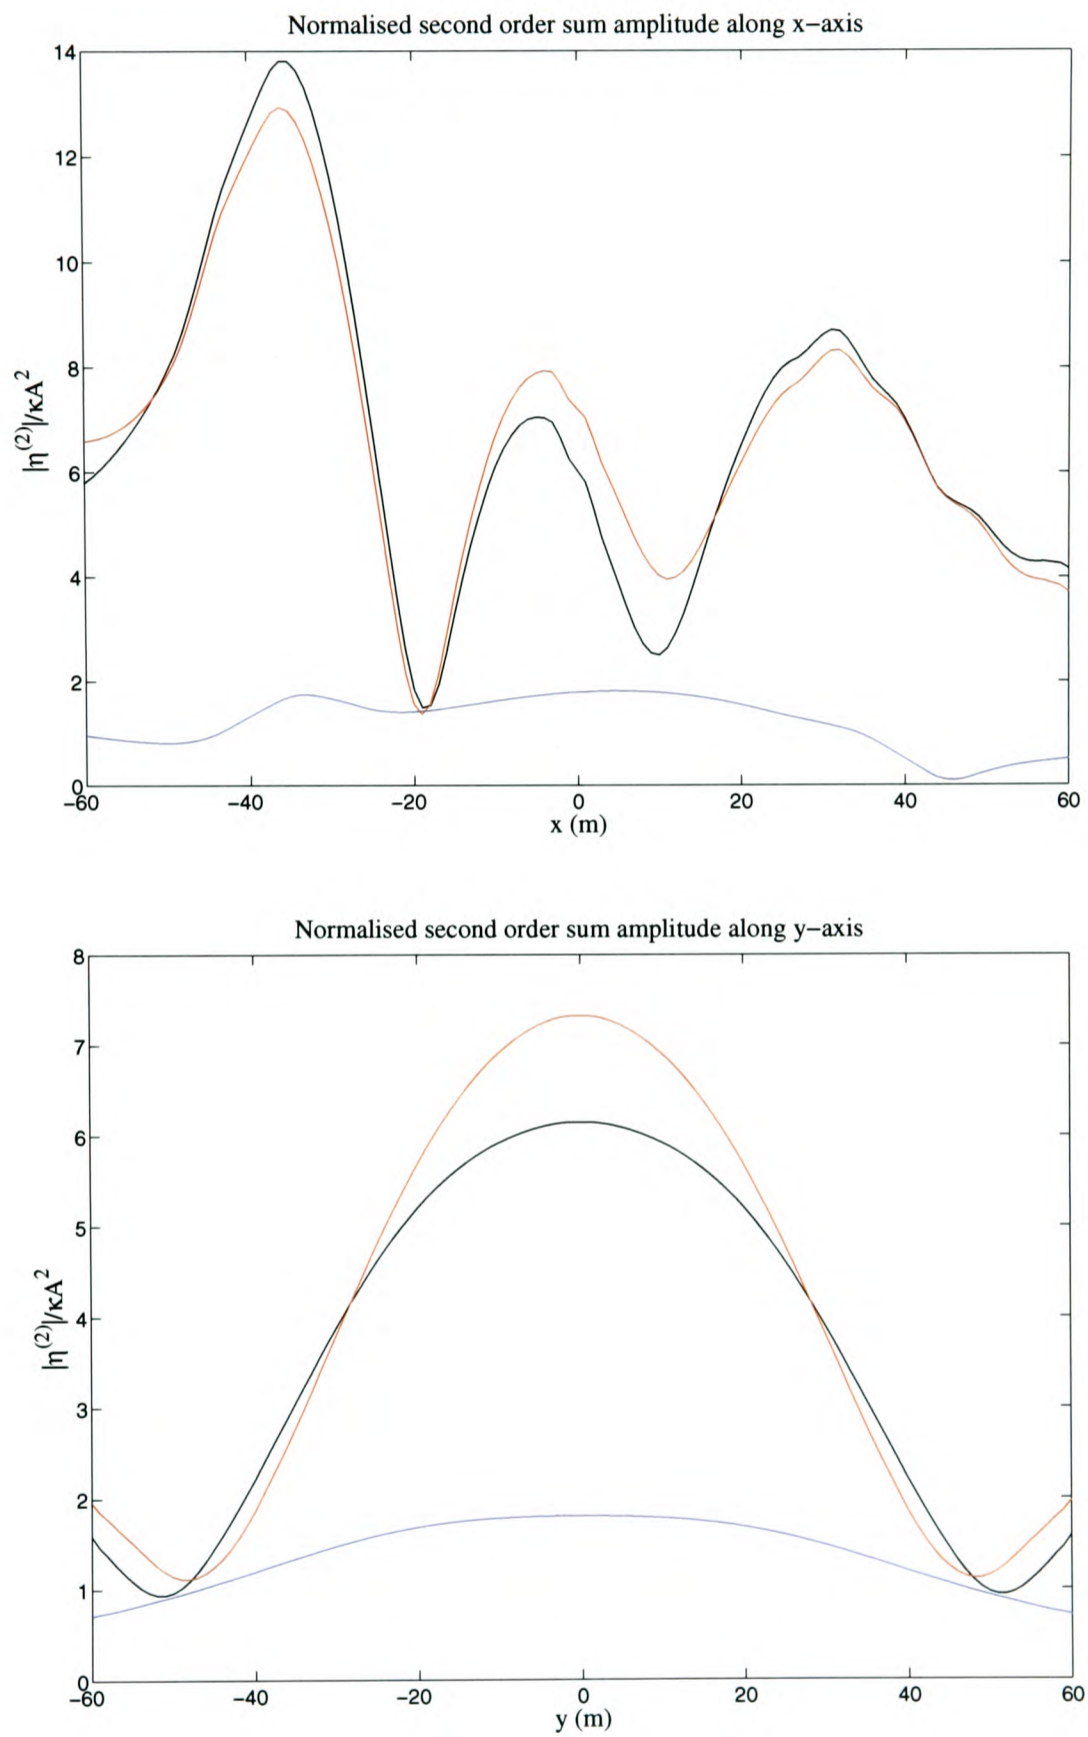 Normalised second order sum amplitude along x−axis
14
12
10
8
6
4
2
0
|η(2)|/κA2
−60 −40 −20 0 20 40 60
x (m)
Normalised second order sum amplitude along y−axis
8
7
6
5
4
3
2
1
0
|η(2)|/κA2
−60 −40 −20 0 20 40 60
y (m)